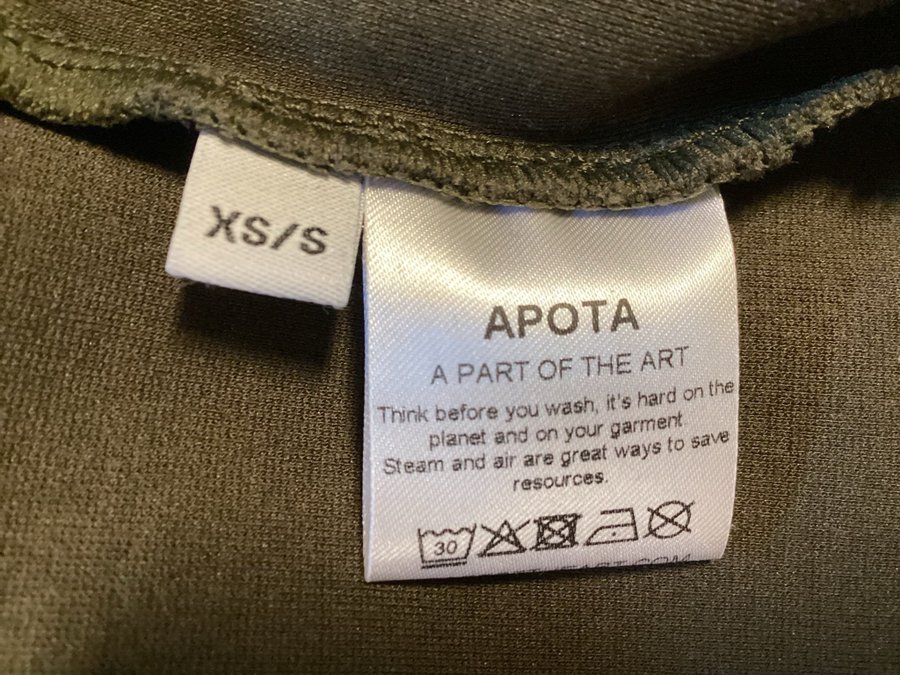 XS/S
APOTA
A PART OF THE ART
Think before you wash, it's hard on the
planet and on your garment
Steam and air are great ways to save
resources.
30